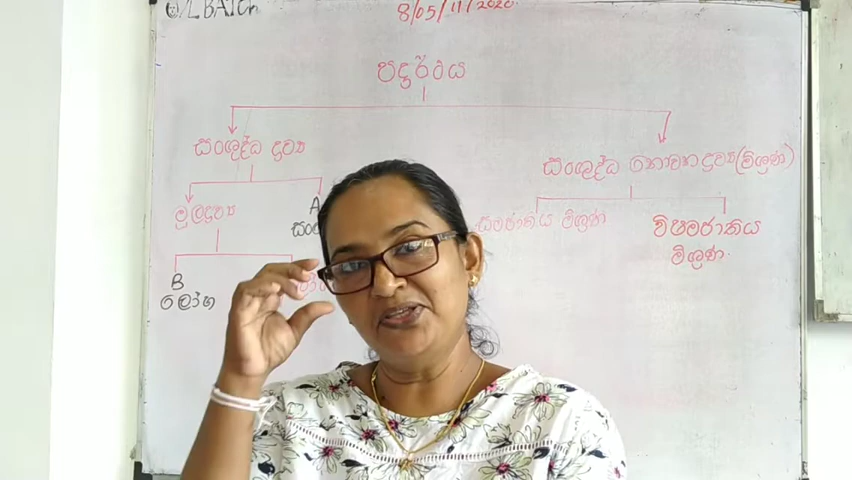 O/L BATCH
8/05/11/2020
පදාර්ථය
සංශුද්ධ ද්‍රව්‍ය
සංශුද්ධ නොවන ද්‍රව්‍ය(මිශ්‍රණ)
මූලද්‍රව්‍ය
A
සං
සමජාතීය මිශ්‍රණ
විෂමජාතීය
මිශ්‍රණ
B
ලෝහ